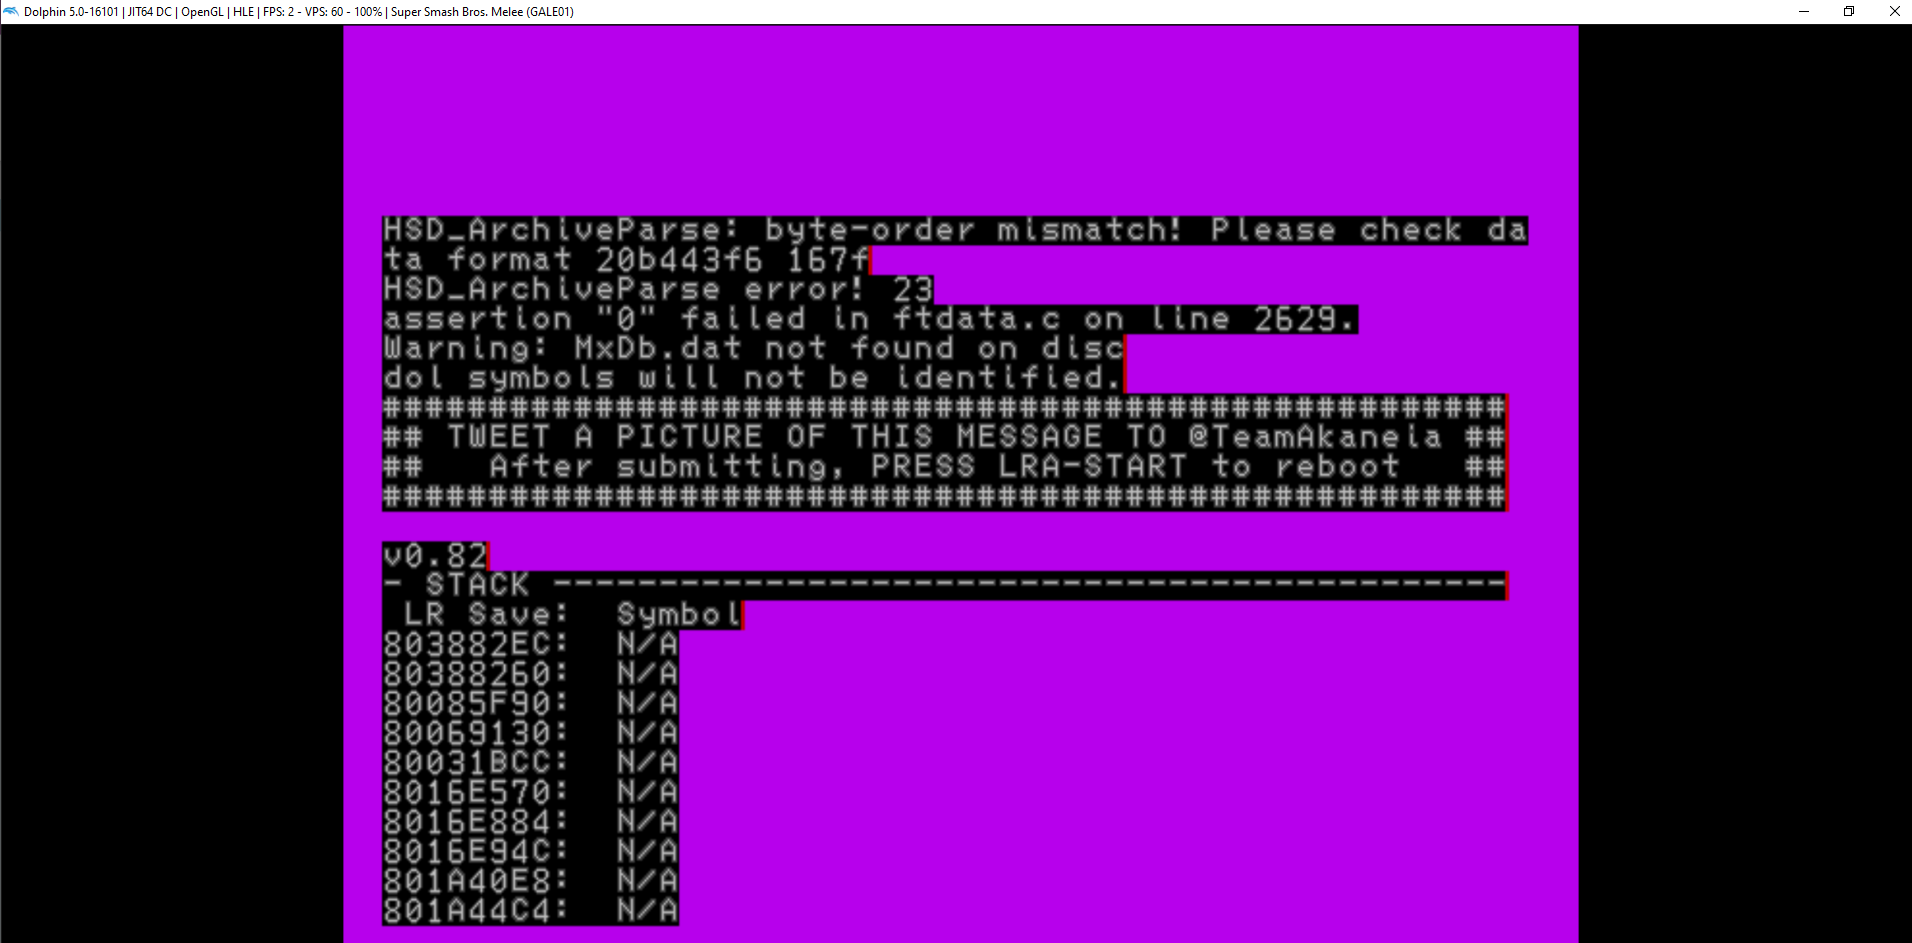 Dolphin 5.0-16101 | JIT64 DC | OpenGL | HLE | FPS: 2 - VPS: 60 - 100% | Super Smash Bros. Melee (GALE01)
HSD_ArchiveParse: byte-order mismatch! Please check da
ta format 20b443f6 167f
HSD_ArchiveParse error! 23
assertion "0" failed in ftdata.c on line 2629.
Warning: MxDb.dat not found on disc
dol symbols will not be identified.
#####################################################
## TWEET A PICTURE OF THIS MESSAGE TO @TeamAkaneia ##
##   After submitting, PRESS LRA-START to reboot   ##
#####################################################
v0.82
- STACK ---------------------------------------------
LR Save:  Symbol
803882EC:  N/A
80388260:  N/A
80085F90:  N/A
80069130:  N/A
80031BCC:  N/A
8016E570:  N/A
8016E884:  N/A
8016E94C:  N/A
801A40E8:  N/A
801A44C4:  N/A